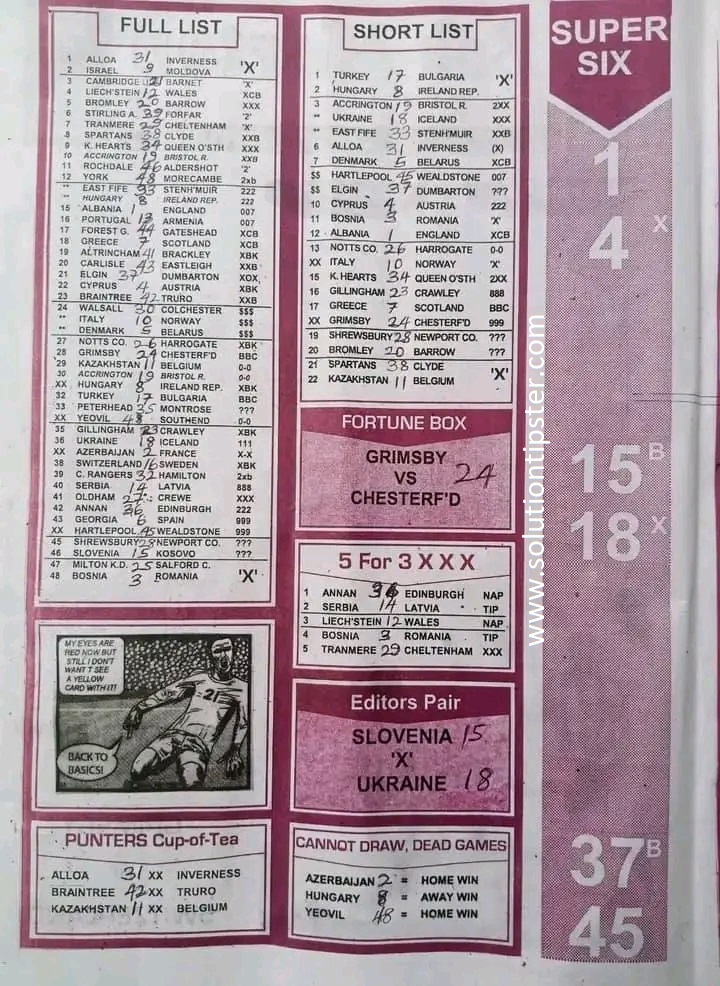 FULL LIST
1 ALLOA 31 INVERNESS 'X'
2 ISRAEL 9 MOLDOVA
3 CAMBRIDGE U 21 BARNET 'X'
4 LIECH'STEIN 12 WALES XCB
5 BROMLEY 20 BARROW XXX
6 STIRLING A. 39 FORFAR '2'
7 TRANMERE 29 CHELTENHAM 'X'
8 SPARTANS 38 CLYDE XXB
9 K. HEARTS 34 QUEEN O'STH XXX
10 ACCRINGTON 19 BRISTOL R. XXB
11 ROCHDALE 46 ALDERSHOT '2'
12 YORK 48 MORECAMBE 2xb
** EAST FIFE 33 STENH'MUIR 222
** HUNGARY 8 IRELAND REP. 222
15 ALBANIA 1 ENGLAND 007
16 PORTUGAL 13 ARMENIA 007
17 FOREST G. 44 GATESHEAD XCB
18 GREECE 7 SCOTLAND XCB
19 ALTRINCHAM 41 BRACKLEY XBK
20 CARLISLE 43 EASTLEIGH XXB
21 ELGIN 37 DUMBARTON XOX,
22 CYPRUS 4 AUSTRIA XBK
23 BRAINTREE 42 TRURO XXB
24 WALSALL 30 COLCHESTER $$$
** ITALY 10 NORWAY $$$
** DENMARK 5 BELARUS $$$
27 NOTTS CO. 26 HARROGATE XBK
28 GRIMSBY 24 CHESTERF'D BBC
29 KAZAKHSTAN 11 BELGIUM 0-0
30 ACCRINGTON 19 BRISTOL R. 0-0
XX HUNGARY 8 IRELAND REP. XBK
32 TURKEY 17 BULGARIA BBC
33 PETERHEAD 35 MONTROSE ???
XX YEOVIL 48 SOUTHEND 0-0
35 GILLINGHAM 23 CRAWLEY XBK
36 UKRAINE 18 ICELAND 111
XX AZERBAIJAN 2 FRANCE X-X
38 SWITZERLAND 16 SWEDEN XBK
39 C. RANGERS 32 HAMILTON 2xb
40 SERBIA 14 LATVIA 888
41 OLDHAM 27 CREWE XXX
42 ANNAN 36 EDINBURGH 222
43 GEORGIA 6 SPAIN 999
XX HARTLEPOOL 45 WEALDSTONE 999
45 SHREWSBURY 28 NEWPORT CO. ???
46 SLOVENIA 15 KOSOVO ???
47 MILTON K.D. 25 SALFORD C.
48 BOSNIA 3 ROMANIA 'X'
SHORT LIST
1 TURKEY 17 BULGARIA 'X'
2 HUNGARY 8 IRELAND REP.
3 ACCRINGTON 19 BRISTOL R. 2XX
** UKRAINE 18 ICELAND XXX
** EAST FIFE 33 STENH'MUIR XXB
6 ALLOA 31 INVERNESS (X)
7 DENMARK 5 BELARUS XCB
$$ HARTLEPOOL 45 WEALDSTONE 007
$$ ELGIN 37 DUMBARTON ???
10 CYPRUS 4 AUSTRIA 222
11 BOSNIA 3 ROMANIA 'X'
12 ALBANIA 1 ENGLAND XCB
13 NOTTS CO. 26 HARROGATE 0-0
XX ITALY 10 NORWAY 'X'
15 K. HEARTS 34 QUEEN O'STH 2XX
16 GILLINGHAM 23 CRAWLEY 888
17 GREECE 7 SCOTLAND BBC
XX GRIMSBY 24 CHESTERF'D 999
19 SHREWSBURY 28 NEWPORT CO. ???
20 BROMLEY 20 BARROW ???
21 SPARTANS 38 CLYDE 'X'
22 KAZAKHSTAN 11 BELGIUM
FORTUNE BOX
GRIMSBY
VS 24
CHESTERF'D
5 For 3 X X X
1 ANNAN 36 EDINBURGH NAP
2 SERBIA 14 LATVIA TIP
3 LIECH'STEIN 12 WALES NAP
4 BOSNIA 3 ROMANIA TIP
5 TRANMERE 29 CHELTENHAM XXX
Editors Pair
SLOVENIA 15
'X'
UKRAINE 18
MY EYES ARE
RED NOW BUT
STILL I DON'T
WANT T SEE
A YELLOW
CARD WITH IT!
21
BACK TO
BASICS!
PUNTERS Cup-of-Tea
ALLOA 31 XX INVERNESS
BRAINTREE 42 XX TRURO
KAZAKHSTAN 11 XX BELGIUM
CANNOT DRAW, DEAD GAMES
AZERBAIJAN 2 = HOME WIN
HUNGARY 8 = AWAY WIN
YEOVIL 48 = HOME WIN
SUPER
SIX
1
4 X
15 B
18 X
37 B
45
www.solutiontipster.com